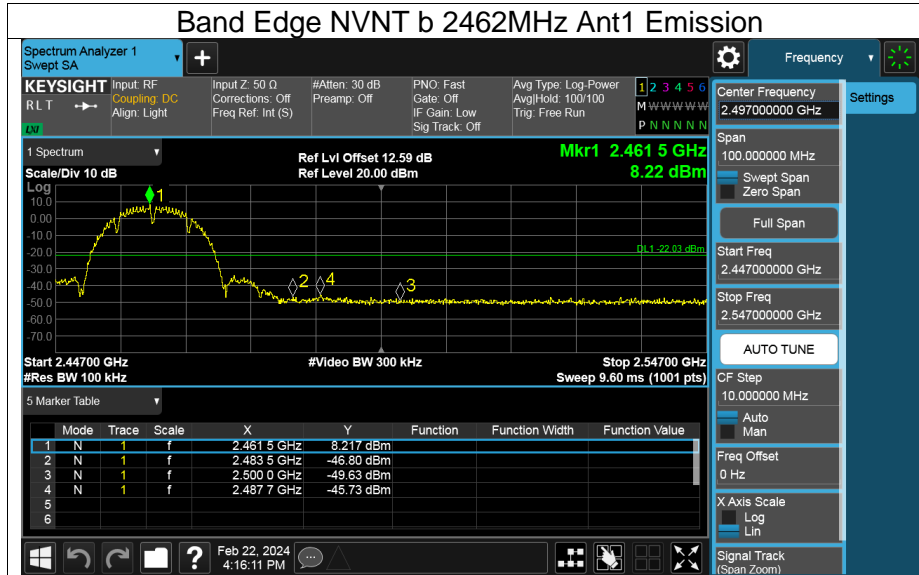 Band Edge NVNT b 2462MHz Ant1 Emission
Spectrum Analyzer 1
Swept SA
+
Frequency
KEYSIGHT
RLT
LXI
Input: RF
Coupling: DC
Align: Light
Input Z: 50 Ω
Corrections: Off
Freq Ref: Int (S)
#Atten: 30 dB
Preamp: Off
PNO: Fast
Gate: Off
IF Gain: Low
Sig Track: Off
Avg Type: Log-Power
Avg|Hold: 100/100
Trig: Free Run
1 2 3 4 5 6
M W W W W W
P N N N N N
Center Frequency
2.497000000 GHz
Settings
1 Spectrum
Scale/Div 10 dB
Ref Lvl Offset 12.59 dB
Ref Level 20.00 dBm
Mkr1 2.461 5 GHz
8.22 dBm
Span
100.000000 MHz
Swept Span
Zero Span
Full Span
Start Freq
2.447000000 GHz
Stop Freq
2.547000000 GHz
AUTO TUNE
CF Step
10.000000 MHz
Auto
Man
Freq Offset
0 Hz
X Axis Scale
Log
Lin
Signal Track
(Span Zoom)
Log
10.0
0.00
-10.0
-20.0
-30.0
-40.0
-50.0
-60.0
-70.0
1
DL1 -22.03 dBm
2
4
3
Start 2.44700 GHz
#Res BW 100 kHz
#Video BW 300 kHz
Stop 2.54700 GHz
Sweep 9.60 ms (1001 pts)
5 Marker Table
Mode Trace Scale X Y Function Function Width Function Value
1 N 1 f 2.461 5 GHz 8.217 dBm
2 N 1 f 2.483 5 GHz -46.80 dBm
3 N 1 f 2.500 0 GHz -49.63 dBm
4 N 1 f 2.487 7 GHz -45.73 dBm
5
6
?
Feb 22, 2024
4:16:11 PM